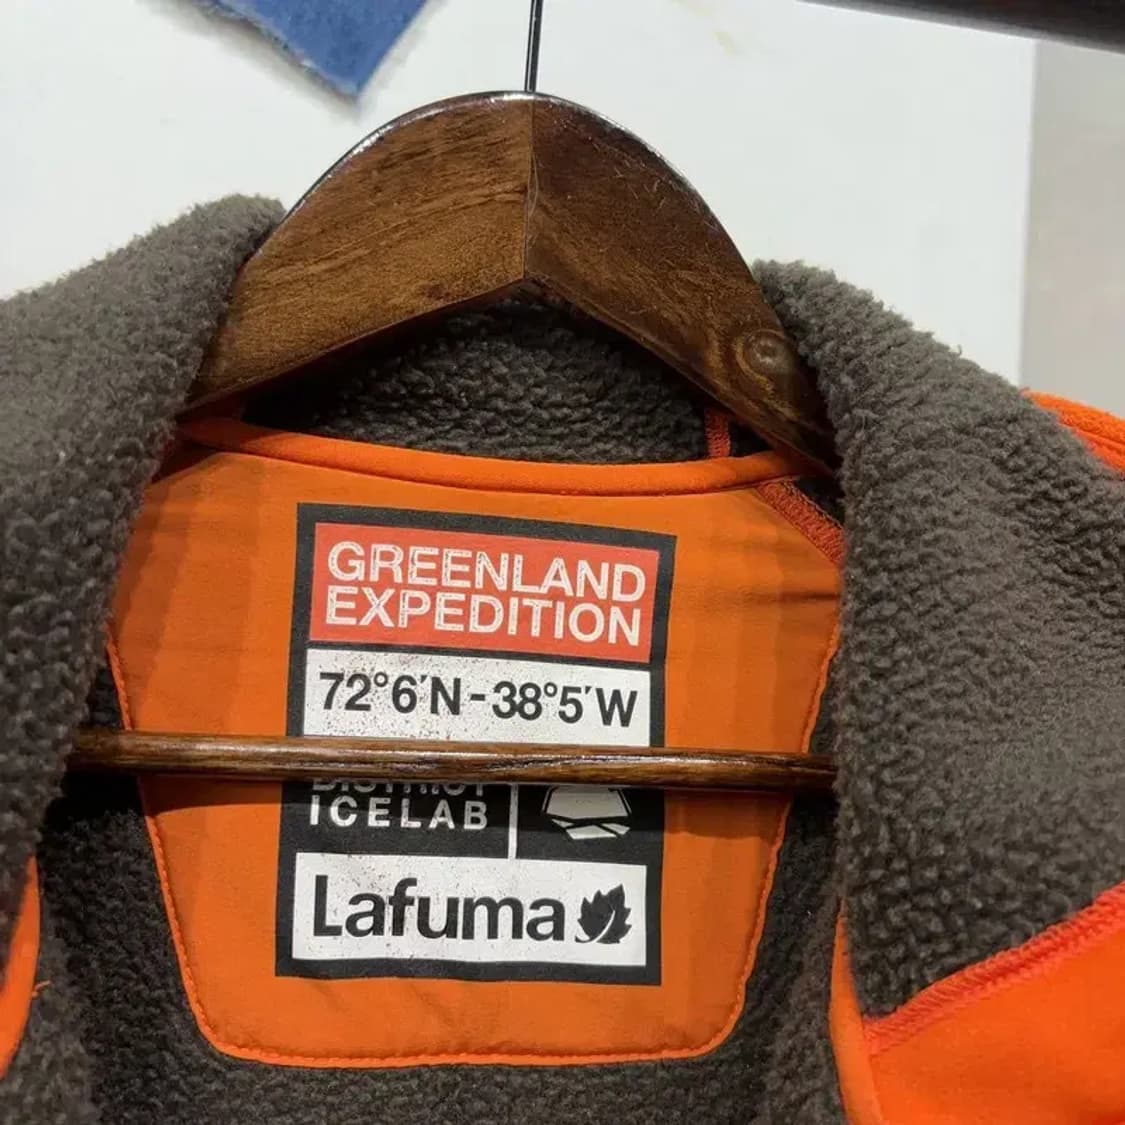 GREENLAND
EXPEDITION
72°6'N - 38°5'W
ICELAB
Lafuma